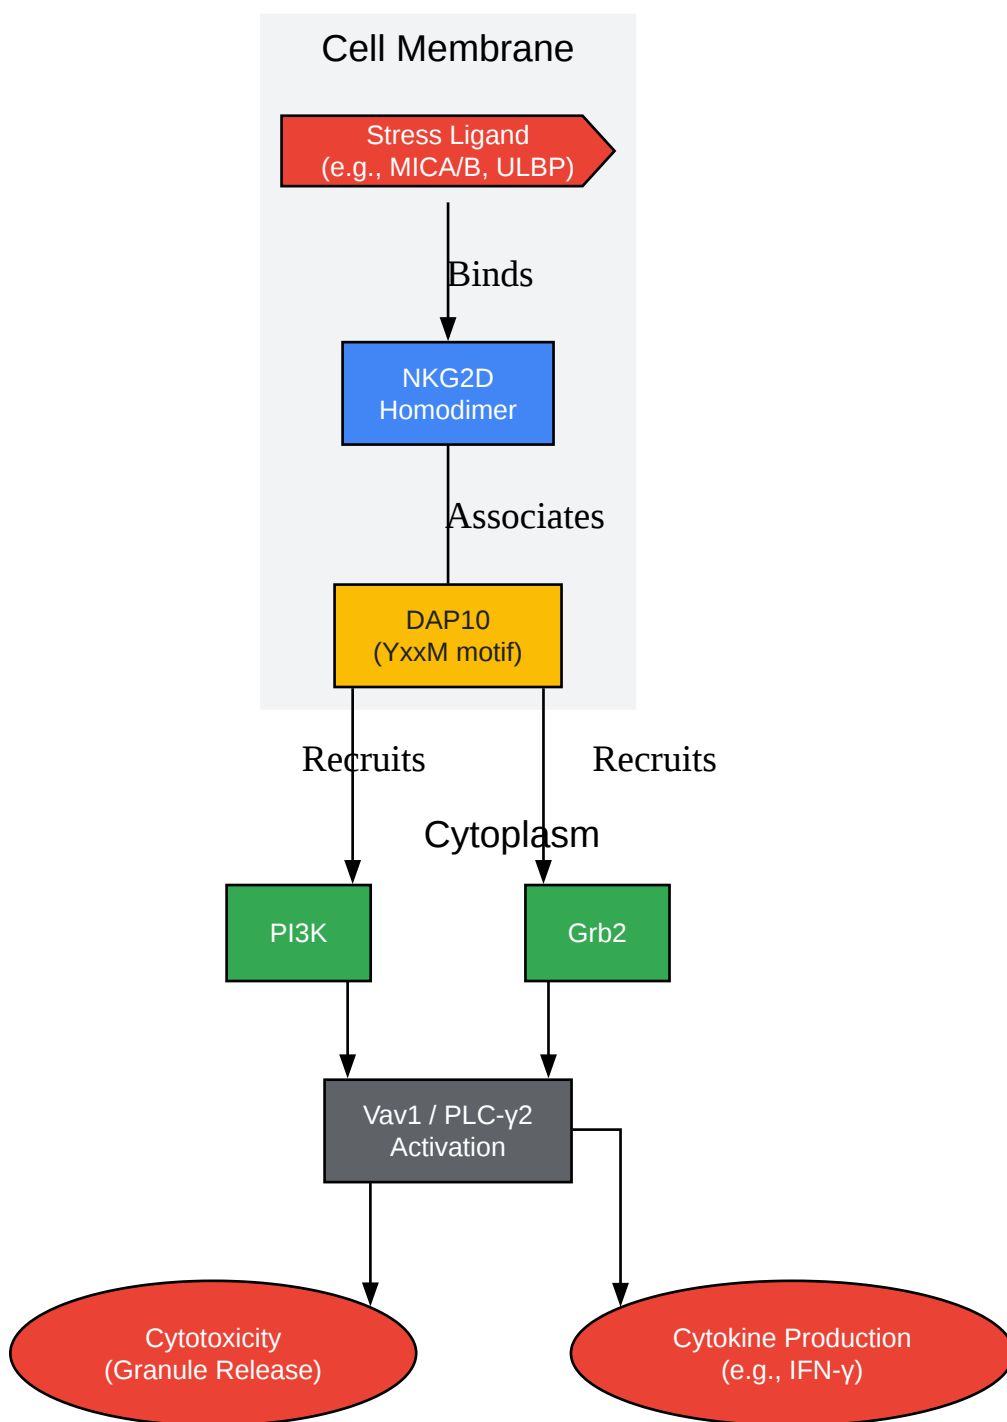 Cell Membrane
Stress Ligand
(e.g., MICA/B, ULBP)
Binds
NKG2D
Homodimer
Associates
DAP10
(YxxM motif)
Recruits
Recruits
Cytoplasm
PI3K
Grb2
Vav1 / PLC-γ2
Activation
Cytotoxicity
(Granule Release)
Cytokine Production
(e.g., IFN-γ)